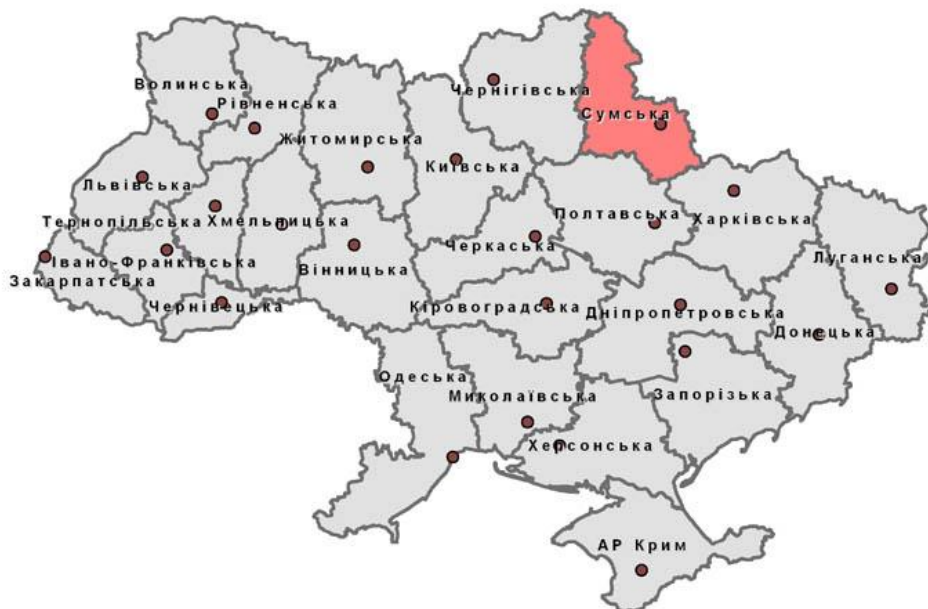 Волинська
Рівненська
Чернігівська
Сумська
Житомирська
Київська
Львівська
Тернопільська
Хмельницька
Полтавська
Харківська
Черкаська
Івано-Франківська
Вінницька
Луганська
Закарпатська
Чернівецька
Кіровоградська
Дніпропетровська
Донецька
Одеська
Миколаївська
Запорізька
Херсонська
АР Крим